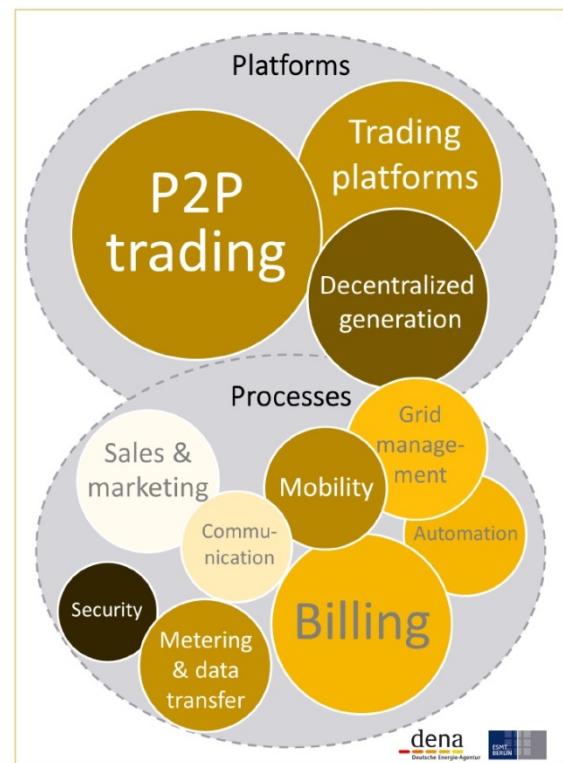 Platforms
P2P
trading
Trading
platforms
Decentralized
generation
Processes
Sales &
marketing
Mobility
Grid
manage-
ment
Commu-
nication
Automation
Security
Billing
Metering
& data
transfer
dena
Deutsche Energie-Agentur
ESMT
BERLIN